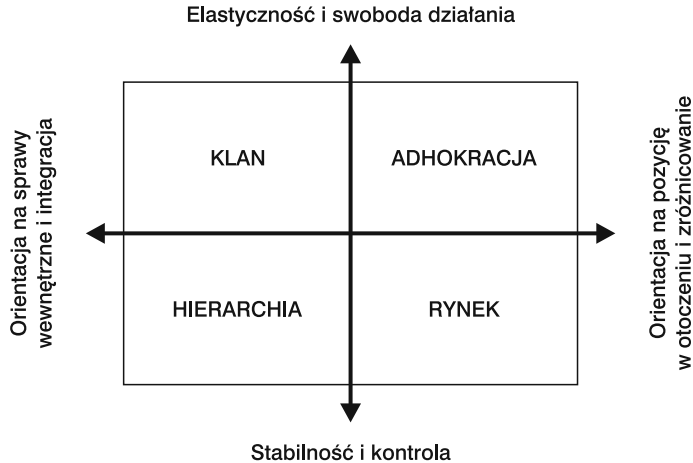 Elastyczność i swoboda działania
Orientacja na sprawy
wewnętrzne i integracja
KLAN
ADHOKRACJA
HIERARCHIA
RYNEK
Orientacja na pozycję
w otoczeniu i zróżnicowanie
Stabilność i kontrola